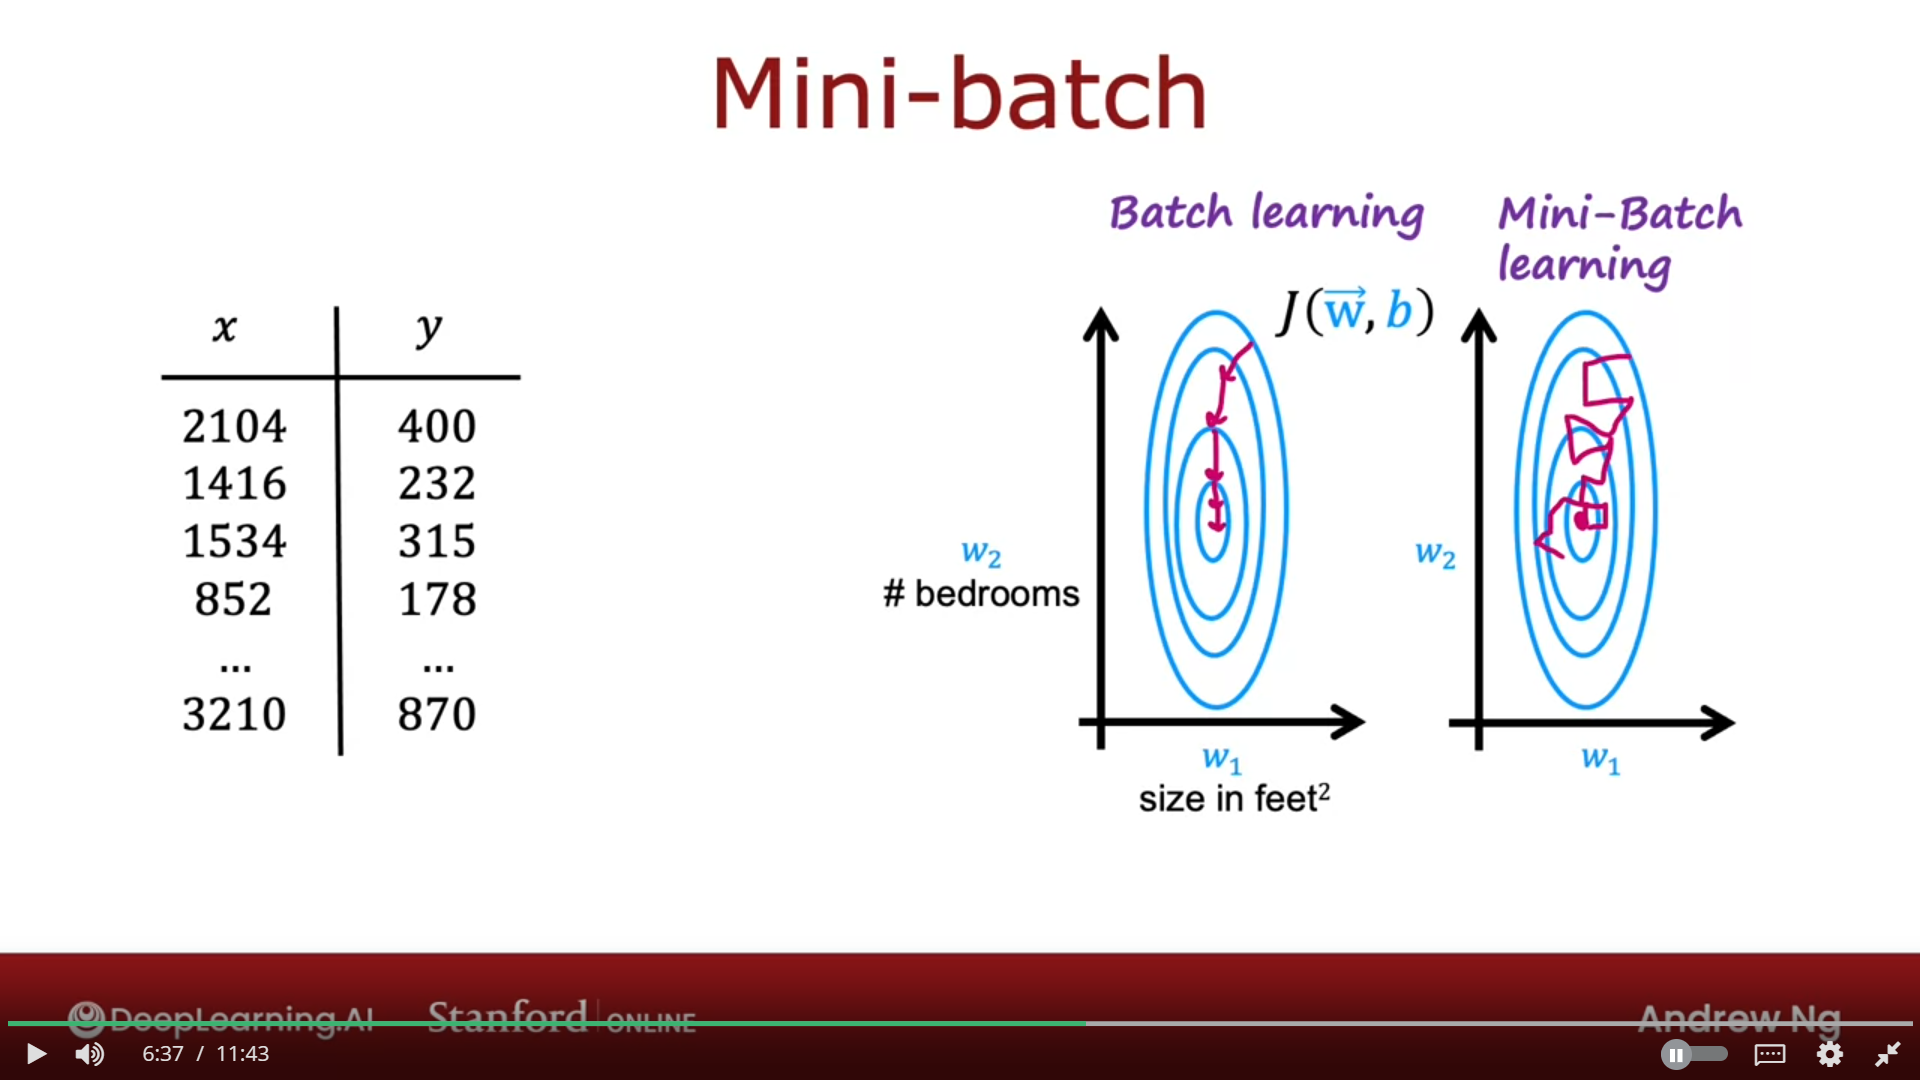 Mini-batch
Batch learning
Mini-Batch
learning
J(w⃗, b)
x y
2104 400
1416 232
1534 315
852 178
... ...
3210 870
w₂
# bedrooms
w₁
size in feet²
w₂
w₁
DeepLearning.AI Stanford ONLINE Andrew Ng
6:37 / 11:43